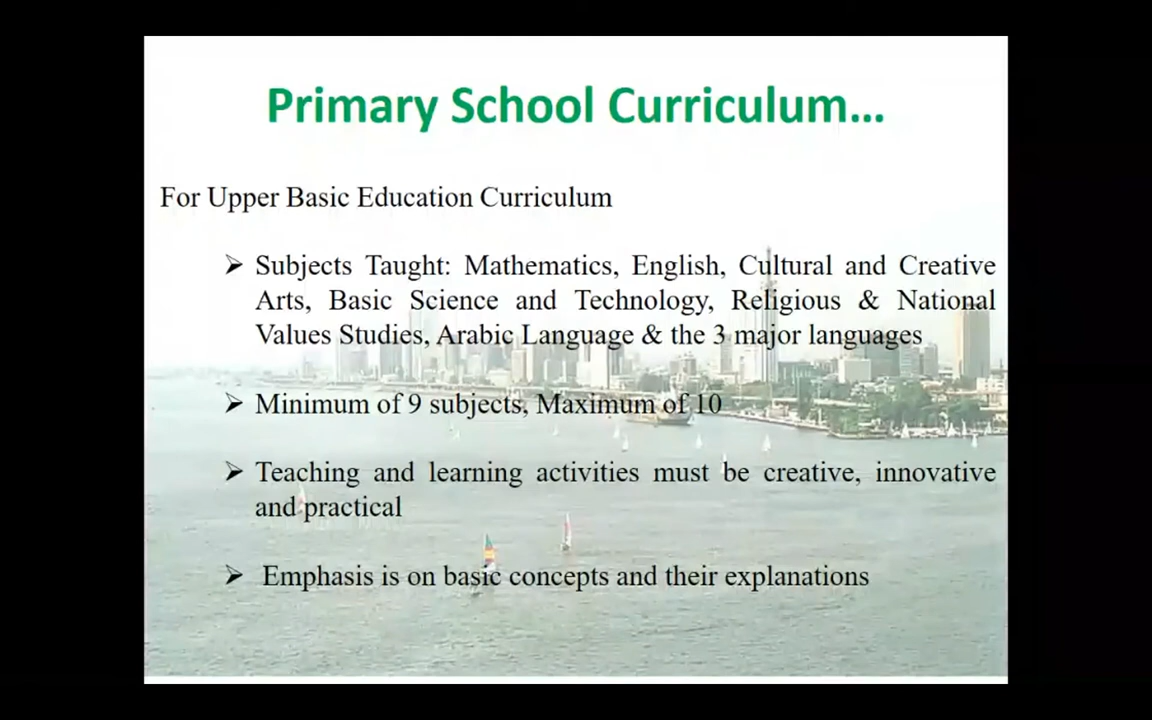 Primary School Curriculum...
For Upper Basic Education Curriculum
➢ Subjects Taught: Mathematics, English, Cultural and Creative
Arts, Basic Science and Technology, Religious & National
Values Studies, Arabic Language & the 3 major languages
➢ Minimum of 9 subjects, Maximum of 10
➢ Teaching and learning activities must be creative, innovative
and practical
➢ Emphasis is on basic concepts and their explanations